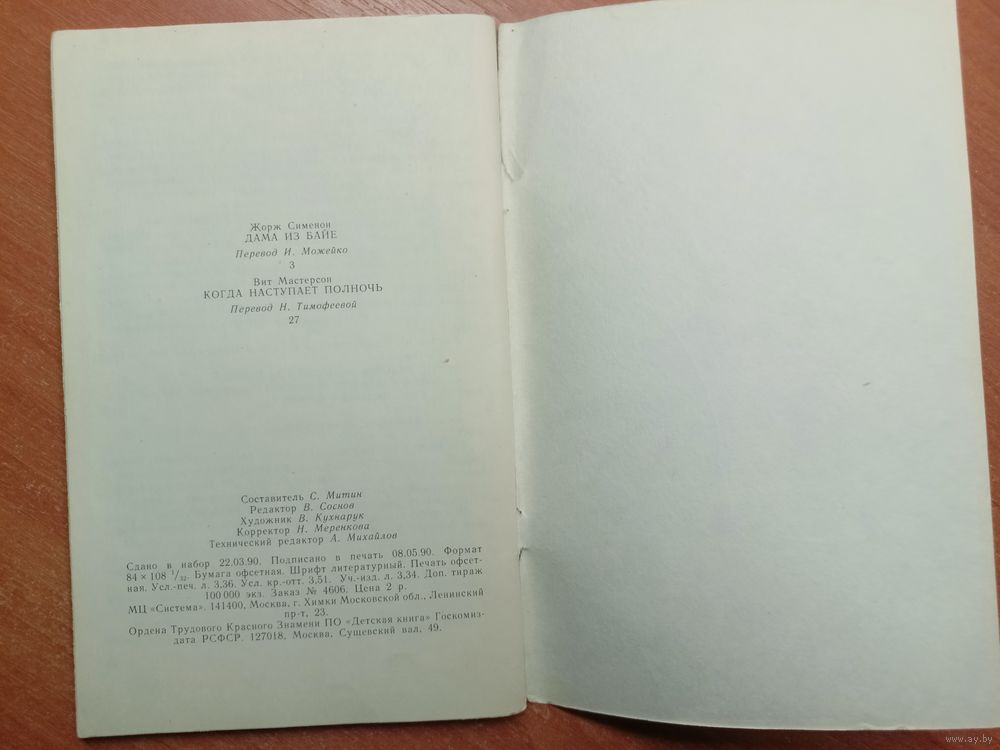 Жорж Сименон
ДАМА ИЗ БАЙЕ
Перевод И. Можейко
3
Вит Мастерсон
КОГДА НАСТУПАЕТ ПОЛНОЧЬ
Перевод Н. Тимофеевой
27
Составитель С. Митин
Редактор В. Соснов
Художник В. Кухнарук
Корректор Н. Меренкова
Технический редактор А. Михайлов
Сдано в набор 22.03.90. Подписано в печать 08.05.90. Формат
84×108 1/32. Бумага офсетная. Шрифт литературный. Печать офсет-
ная. Усл.-печ. л. 3,36. Усл. кр.-отт. 3,51. Уч.-изд. л. 3,34. Доп. тираж
100 000 экз. Заказ № 4606. Цена 2 р.
МЦ «Система». 141400, Москва, г. Химки Московской обл., Ленинский
пр-т, 23.
Ордена Трудового Красного Знамени ПО «Детская книга» Госкомиз-
дата РСФСР. 127018, Москва, Сущевский вал, 49.
www.ay.by